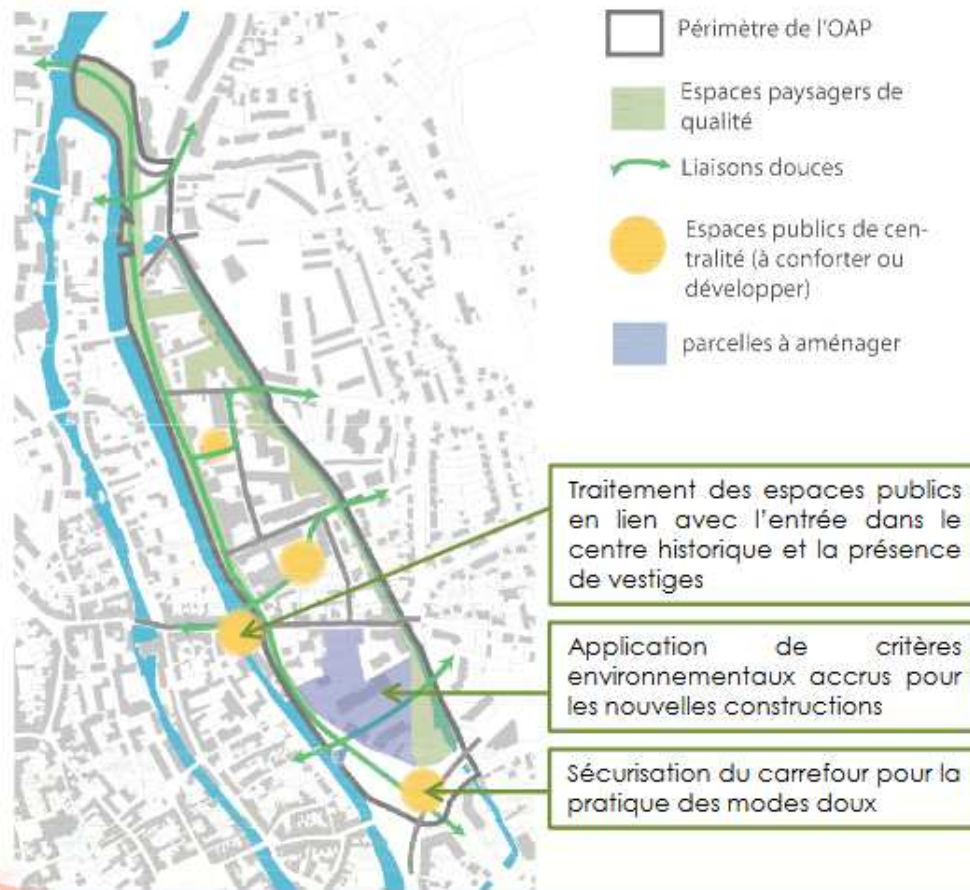 Périmètre de l'OAP
Espaces paysagers de
qualité
Liaisons douces
Espaces publics de cen-
tralité (à conforter ou
développer)
parcelles à aménager
Traitement des espaces publics
en lien avec l'entrée dans le
centre historique et la présence
de vestiges
Application de critères
environnementaux accrus pour
les nouvelles constructions
Sécurisation du carrefour pour la
pratique des modes doux